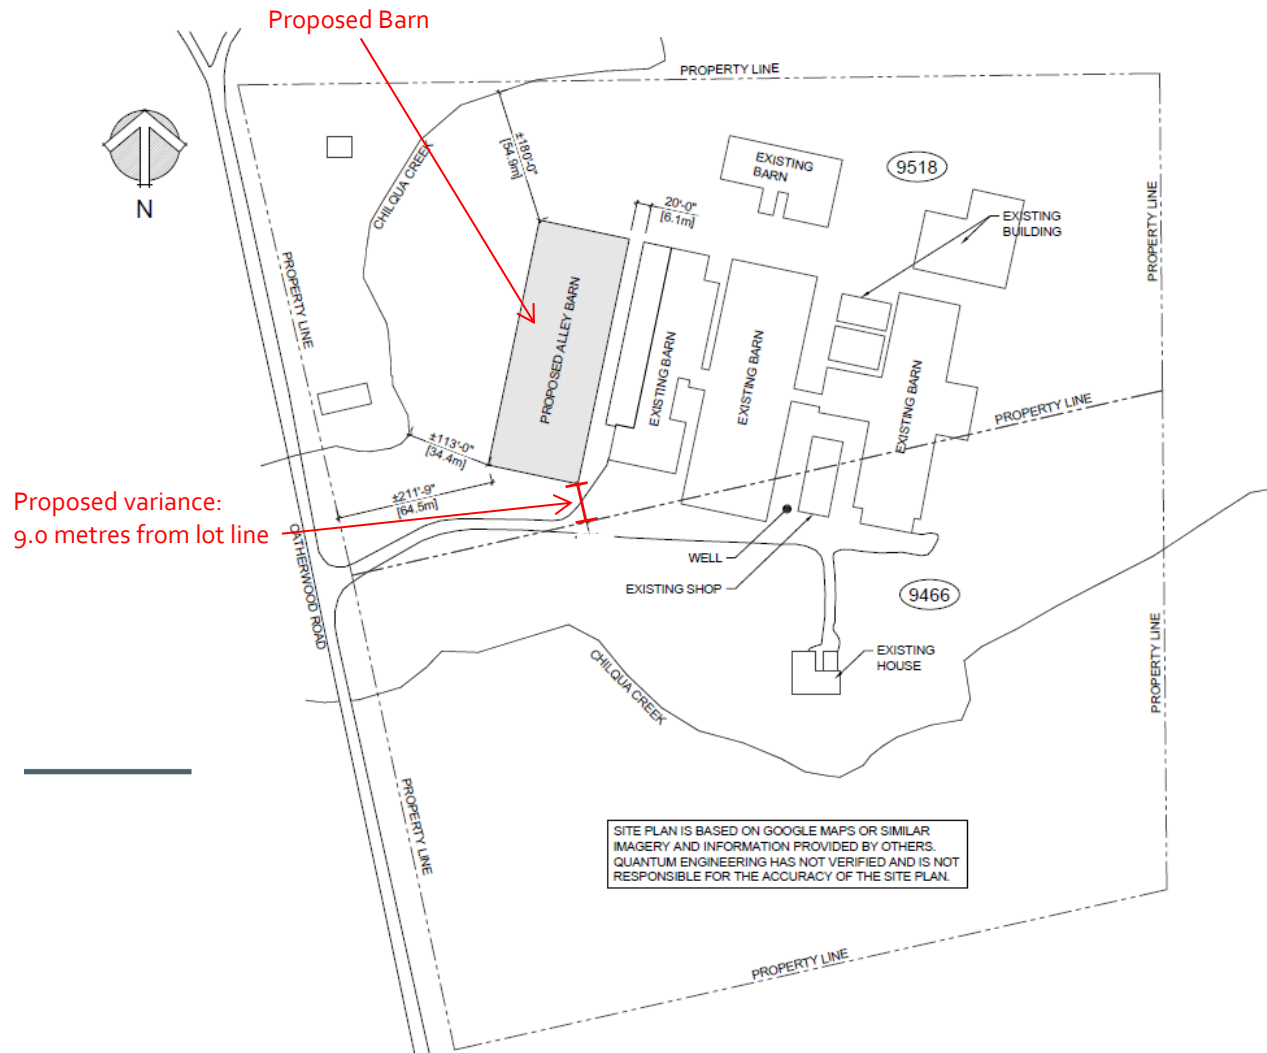 Proposed Barn
PROPERTY LINE
±180'-0"
[54.9m]
CHILQUA CREEK
EXISTING
BARN
9518
20'-0"
[6.1m]
EXISTING
BUILDING
N
PROPERTY LINE
PROPERTY LINE
PROPOSED ALLEY BARN
EXISTING BARN
EXISTING BARN
EXISTING BARN
PROPERTY LINE
±113'-0"
[34.4m]
±211'-9"
[64.5m]
Proposed variance:
9.0 metres from lot line
CATHERWOOD ROAD
WELL
EXISTING SHOP
9466
EXISTING
HOUSE
CHILQUA CREEK
PROPERTY LINE
PROPERTY LINE
SITE PLAN IS BASED ON GOOGLE MAPS OR SIMILAR
IMAGERY AND INFORMATION PROVIDED BY OTHERS.
QUANTUM ENGINEERING HAS NOT VERIFIED AND IS NOT
RESPONSIBLE FOR THE ACCURACY OF THE SITE PLAN.
PROPERTY LINE